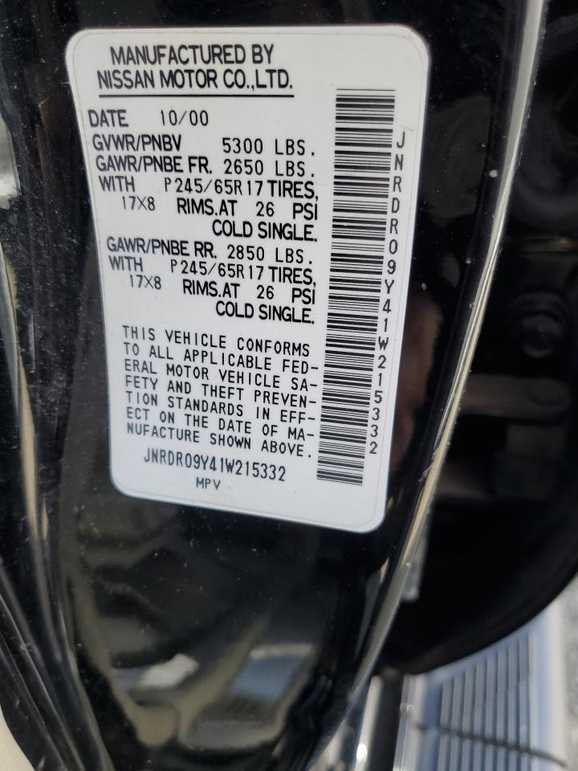 MANUFACTURED BY
NISSAN MOTOR CO.,LTD.
DATE 10/00
GVWR/PNBV 5300 LBS.
GAWR/PNBE FR. 2650 LBS.
WITH P245/65R17 TIRES,
17X8 RIMS.AT 26 PSI
COLD SINGLE.
GAWR/PNBE RR. 2850 LBS.
WITH P245/65R17 TIRES,
17X8 RIMS.AT 26 PSI
COLD SINGLE.
THIS VEHICLE CONFORMS
TO ALL APPLICABLE FED-
ERAL MOTOR VEHICLE SA-
FETY AND THEFT PREVEN-
TION STANDARDS IN EFF-
ECT ON THE DATE OF MA-
NUFACTURE SHOWN ABOVE.
JNRDR09Y41W215332
MPV
JNRDR09Y41W215332